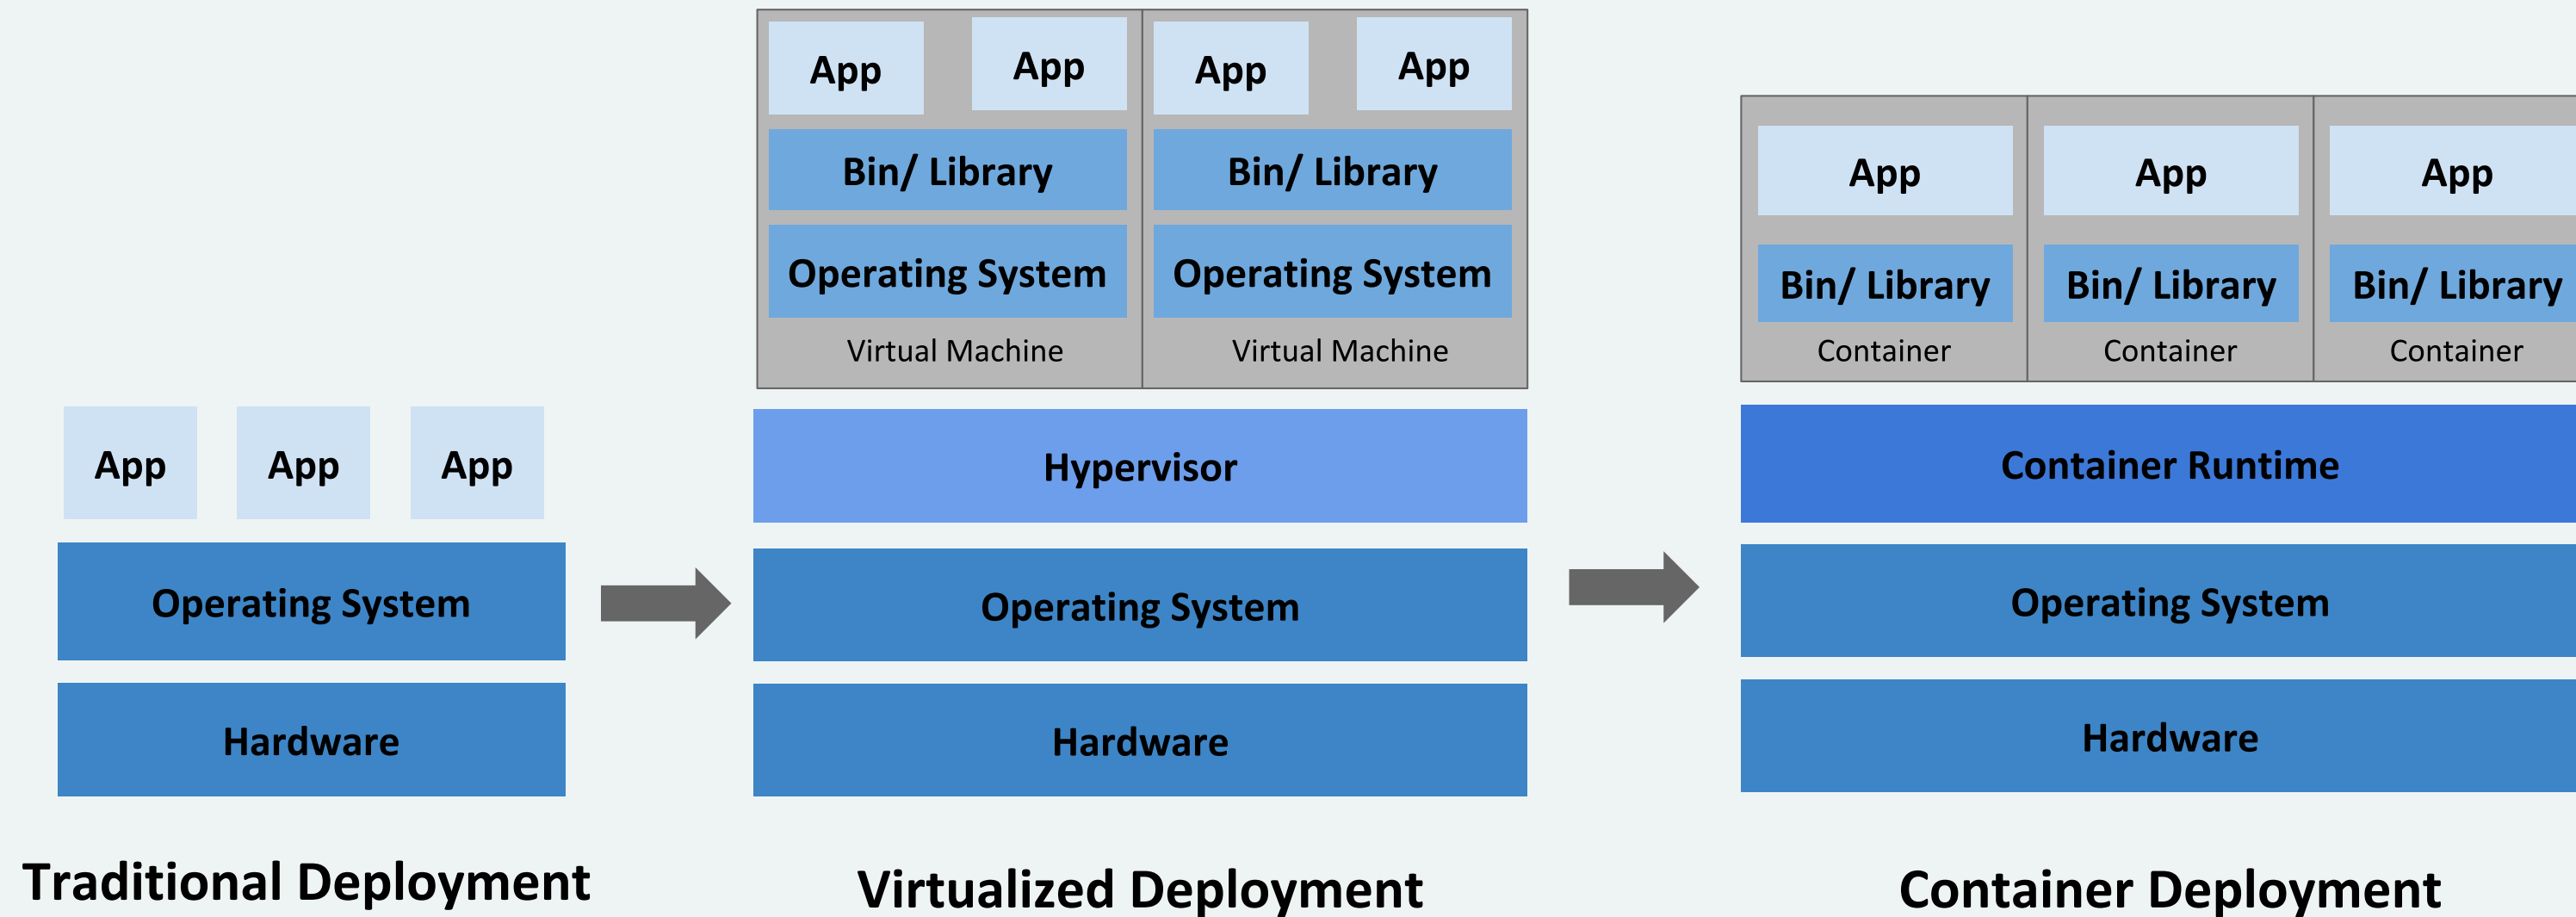 App
App
App
Operating System
Hardware
Traditional Deployment
App
App
App
App
Bin/ Library
Bin/ Library
Operating System
Operating System
Virtual Machine
Virtual Machine
Hypervisor
Operating System
Hardware
Virtualized Deployment
App
App
App
Bin/ Library
Bin/ Library
Bin/ Library
Container
Container
Container
Container Runtime
Operating System
Hardware
Container Deployment